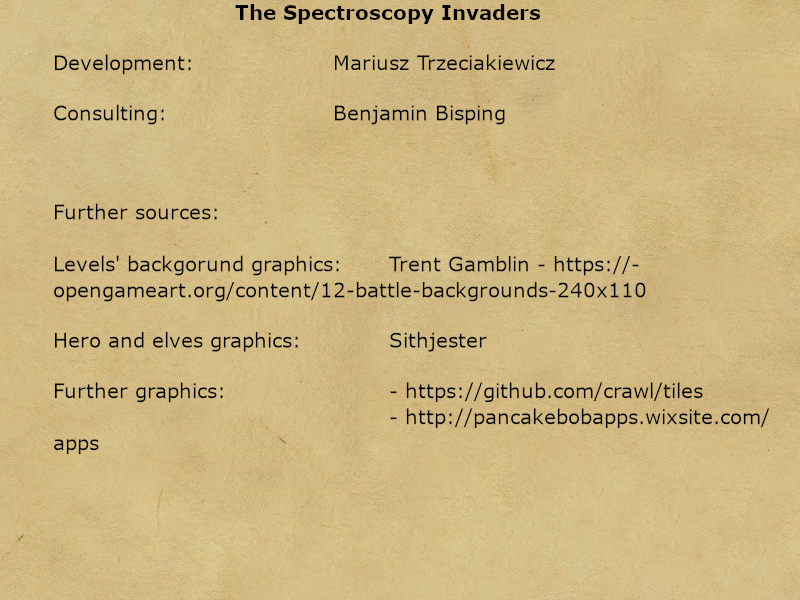 The Spectroscopy Invaders
Development: Mariusz Trzeciakiewicz
Consulting: Benjamin Bisping
Further sources:
Levels' backgorund graphics: Trent Gamblin - https://-
opengameart.org/content/12-battle-backgrounds-240x110
Hero and elves graphics: Sithjester
Further graphics: - https://github.com/crawl/tiles
- http://pancakebobapps.wixsite.com/
apps